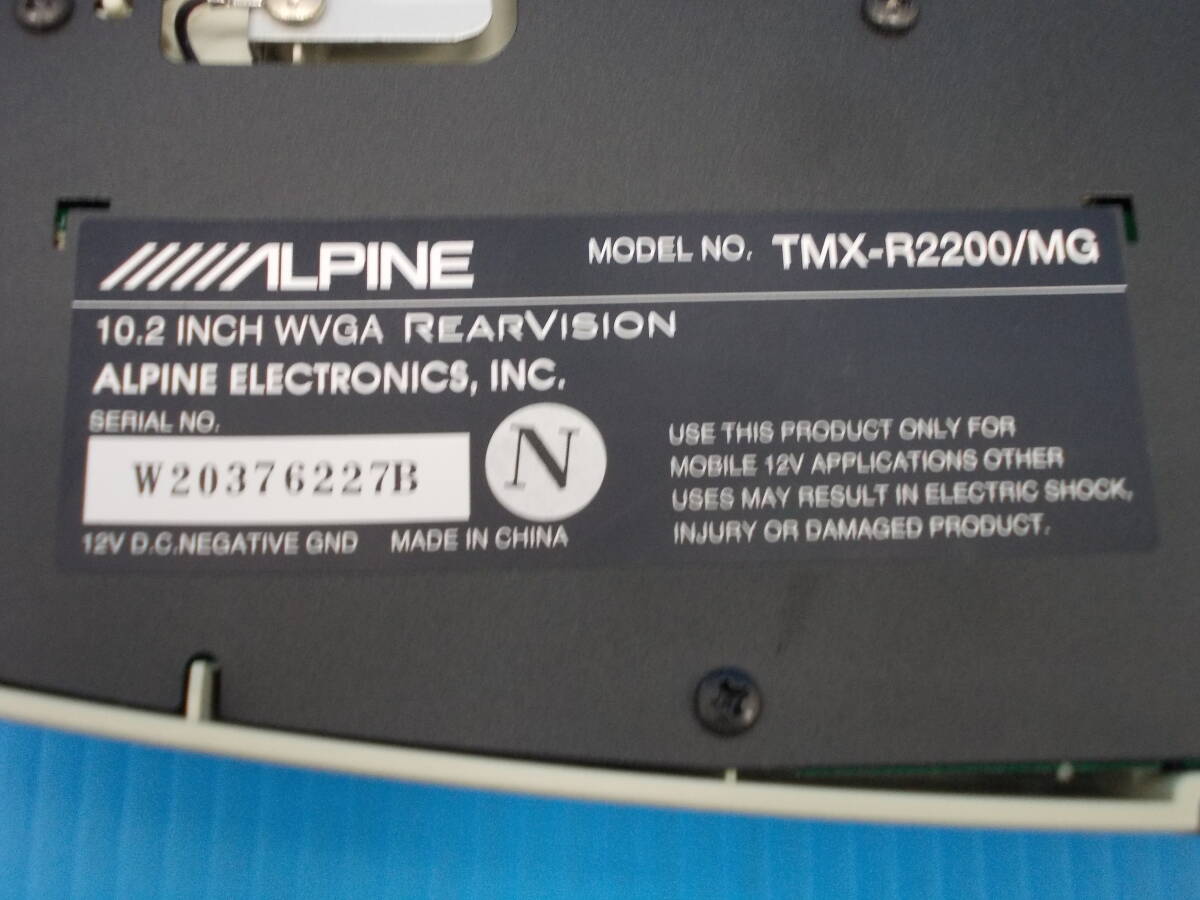 ALPINE
MODEL NO. TMX-R2200/MG
10.2 INCH WVGA REARVISION
ALPINE ELECTRONICS, INC.
SERIAL NO.
W20376227B
N
USE THIS PRODUCT ONLY FOR
MOBILE 12V APPLICATIONS OTHER
USES MAY RESULT IN ELECTRIC SHOCK,
INJURY OR DAMAGED PRODUCT.
12V D.C.NEGATIVE GND MADE IN CHINA